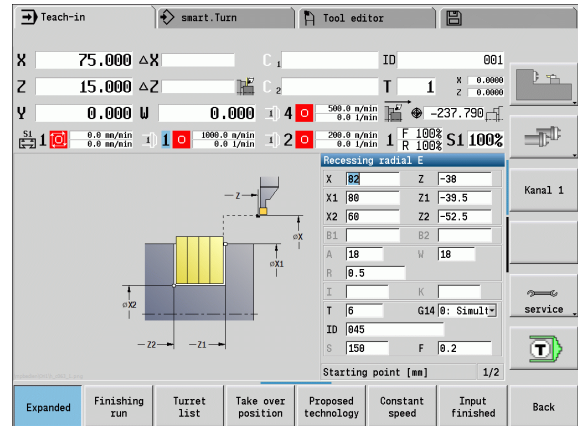 Teach-in smart.Turn Tool editor
X 75.000 △X C 1 ID 001
Z 15.000 △Z C 2 T 1 X 0.0000 Z 0.0000
Y 0.000 U 0.000 4 0 500.0 m/min 0.0 1/min -237.790
S1 1 0 0.0 mm/min 0.0 mm/min 1 0 1000.0 m/min 0.0 1/min 2 0 200.0 m/min 0.0 1/min 1 F 100% R 100% S1 100%
Recessing radial E
X 82 Z -38
X1 80 Z1 -39.5
X2 60 Z2 -52.5
B1 B2
A 18 W 18
R 0.5
I K
T 6 G14 0: Simult
ID 045
S 150 F 0.2
Starting point [mm] 1/2
Z
⌀X
⌀X1
⌀X2
Z2 Z1
Kanal 1
service
T
Expanded
Finishing run
Turret list
Take over position
Proposed technology
Constant speed
Input finished
Back